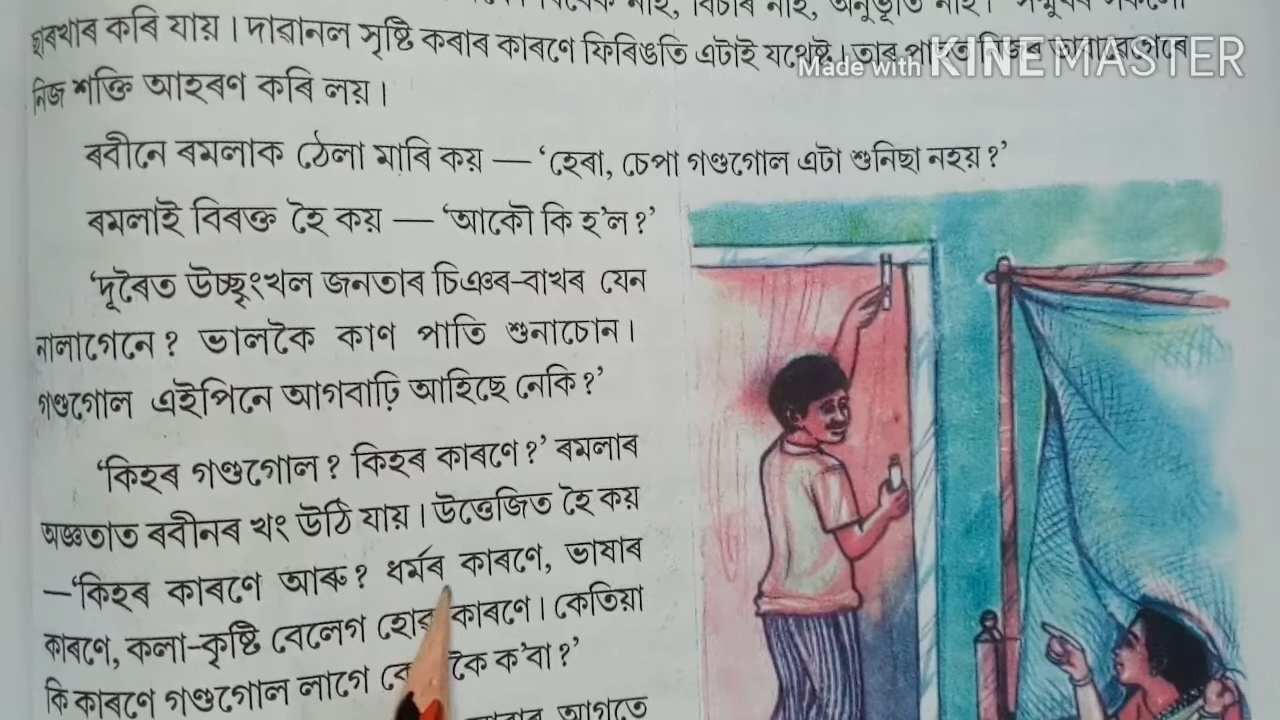 বিচাৰ নাই,
ছাৰখাৰ কৰি যায়। দাৱানল সৃষ্টি কৰাৰ কাৰণে ফিৰিঙতি এটাই যথেষ্ট। তাৰ পাছত নিজৰ
Made with KINEMASTER
নিজ শক্তি আহৰণ কৰি লয়।
ৰবীনে ৰমলাক ঠেলা মাৰি কয় — ‘হেৰা, চেপা গণ্ডগোল এটা শুনিছা নহয়?’
ৰমলাই বিৰক্ত হৈ কয় — ‘আকৌ কি হ’ল?’
‘দূৰৈত উচ্ছৃংখল জনতাৰ চিঞৰ-বাখৰ যেন
নালাগেনে? ভালকৈ কাণ পাতি শুনাচোন।
গণ্ডগোল এইপিনে আগবাঢ়ি আহিছে নেকি?’
‘কিহৰ গণ্ডগোল? কিহৰ কাৰণে?’ ৰমলাৰ
অজ্ঞতাত ৰবীনৰ খং উঠি যায়। উত্তেজিত হৈ কয়
—‘কিহৰ কাৰণে আৰু? ধৰ্মৰ কাৰণে, ভাষাৰ
কাৰণে, কলা-কৃষ্টি বেলেগ হোৱা কাৰণে। কেতিয়া
কি কাৰণে গণ্ডগোল লাগে ক’বা?’
আগতে